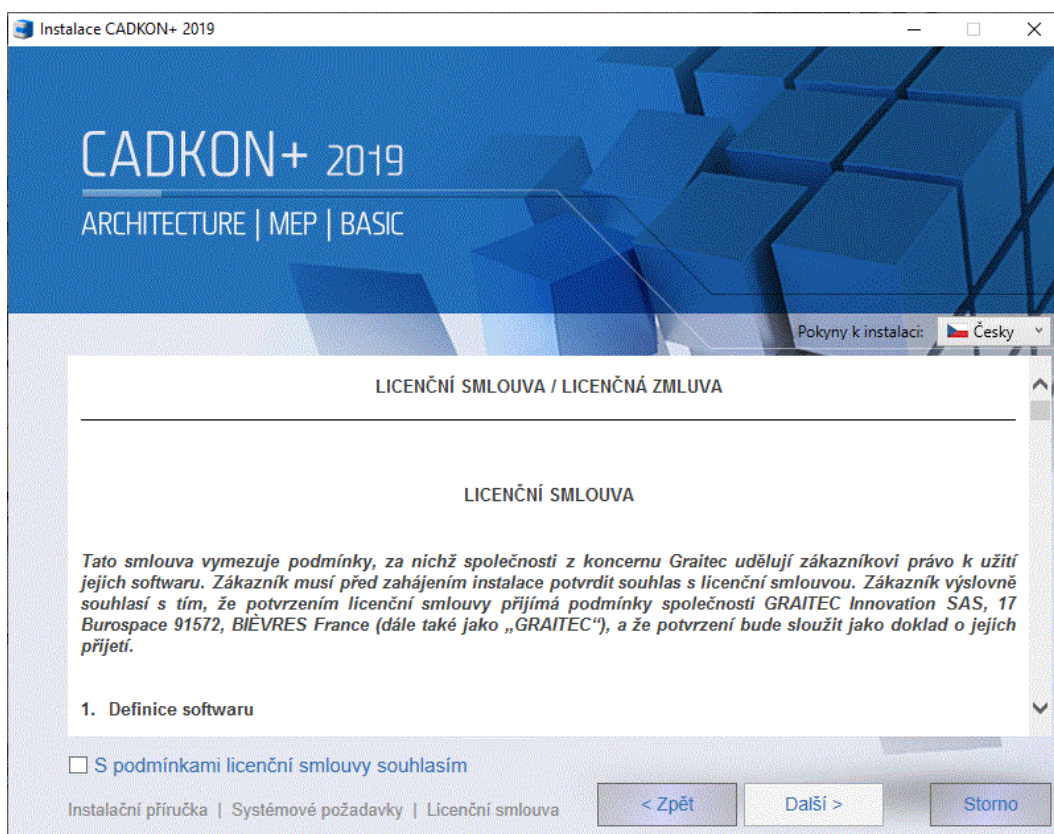 Instalace CADKON+ 2019
CADKON+ 2019
ARCHITECTURE | MEP | BASIC
Pokyny k instalaci:
Česky
LICENČNÍ SMLOUVA / LICENČNÁ ZMLUVA
LICENČNÍ SMLOUVA
Tato smlouva vymezuje podmínky, za nichž společnosti z koncernu Graitec udělují zákazníkovi právo k užití
jejich softwaru. Zákazník musí před zahájením instalace potvrdit souhlas s licenční smlouvou. Zákazník výslovně
souhlasí s tím, že potvrzením licenční smlouvy přijímá podmínky společnosti GRAITEC Innovation SAS, 17
Burospace 91572, BIÈVRES France (dále také jako „GRAITEC“), a že potvrzení bude sloužit jako doklad o jejich
přijetí.
1. Definice softwaru
S podmínkami licenční smlouvy souhlasím
Instalační příručka | Systémové požadavky | Licenční smlouva
< Zpět
Další >
Storno